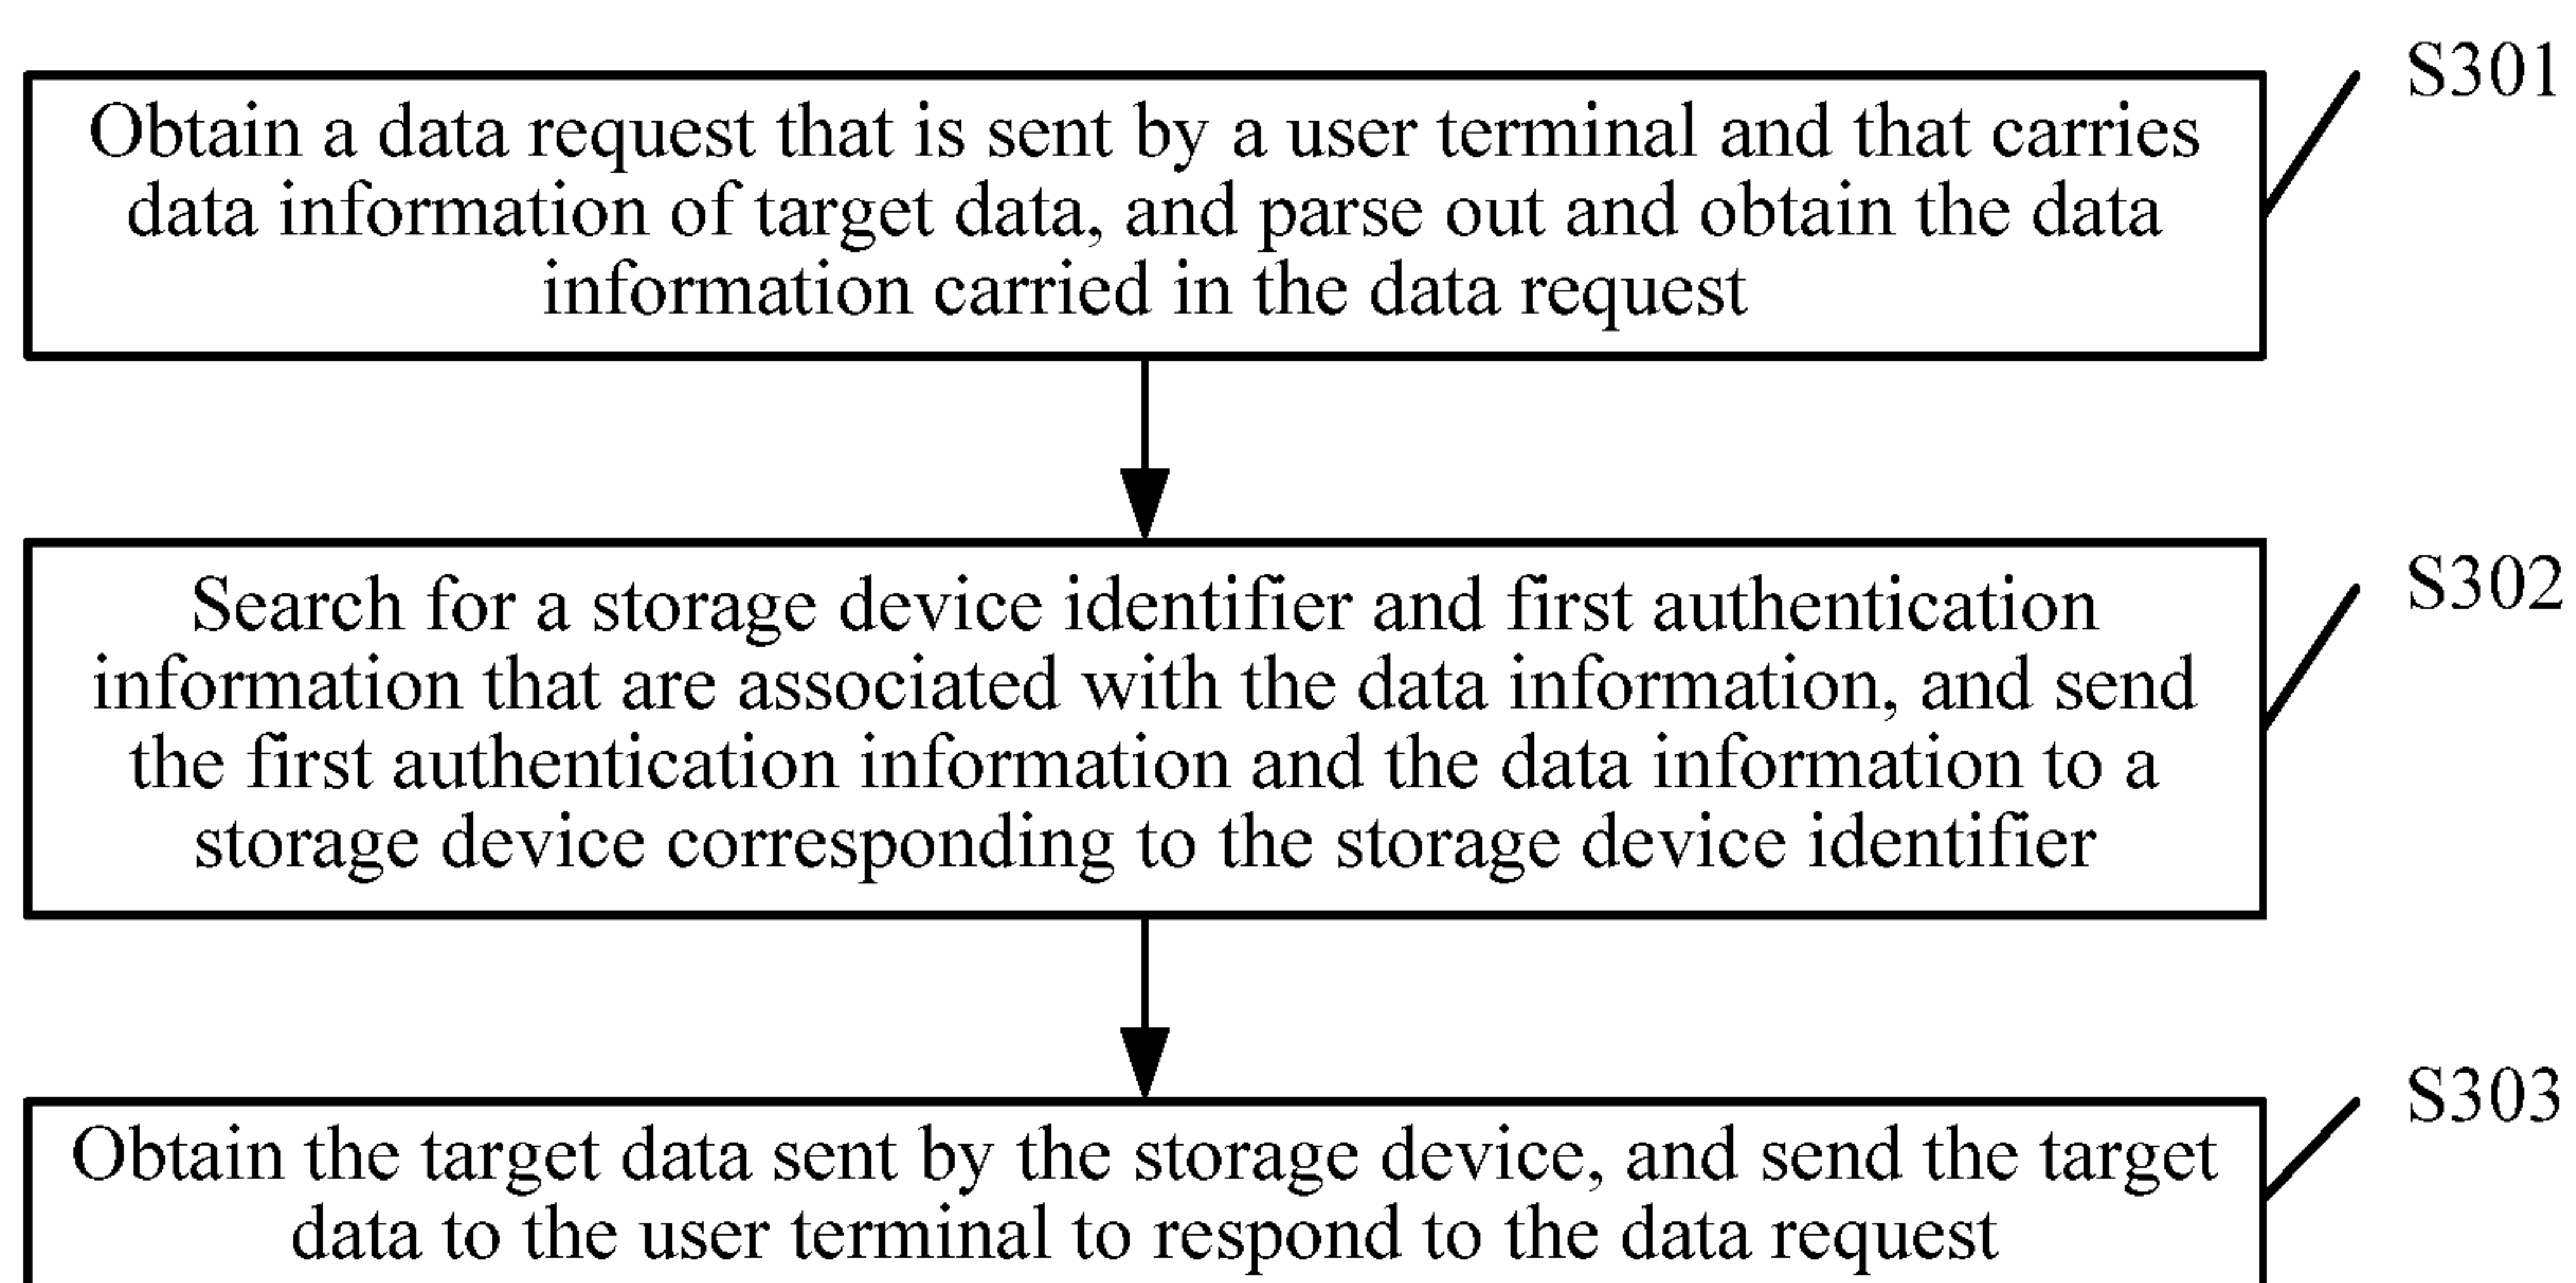 S301
Obtain a data request that is sent by a user terminal and that carries
data information of target data, and parse out and obtain the data
information carried in the data request
S302
Search for a storage device identifier and first authentication
information that are associated with the data information, and send
the first authentication information and the data information to a
storage device corresponding to the storage device identifier
S303
Obtain the target data sent by the storage device, and send the target
data to the user terminal to respond to the data request